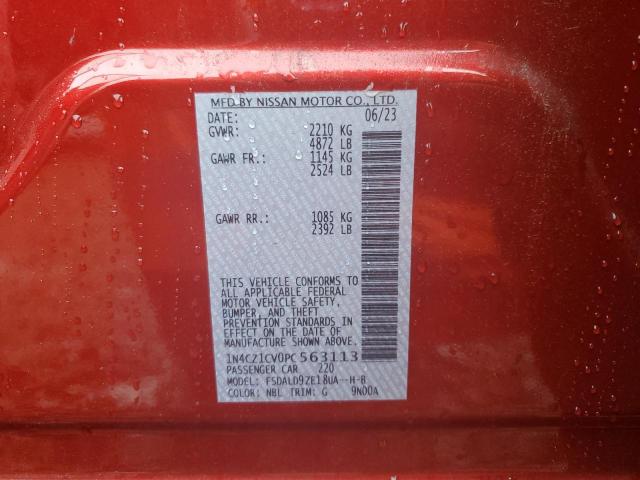 MFD BY NISSAN MOTOR CO., LTD.
DATE: 06/23
GVWR: 2210 KG
4872 LB
GAWR FR.: 1145 KG
2524 LB
GAWR RR.: 1085 KG
2392 LB
THIS VEHICLE CONFORMS TO
ALL APPLICABLE FEDERAL
MOTOR VEHICLE SAFETY,
BUMPER, AND THEFT
PREVENTION STANDARDS IN
EFFECT ON THE DATE OF
MANUFACTURE SHOWN ABOVE.
1N4CZ1CV0PC563113
PASSENGER CAR 220
MODEL: FSDALD9ZE18UA--H-B
COLOR: NBL TRIM: G 9N00A